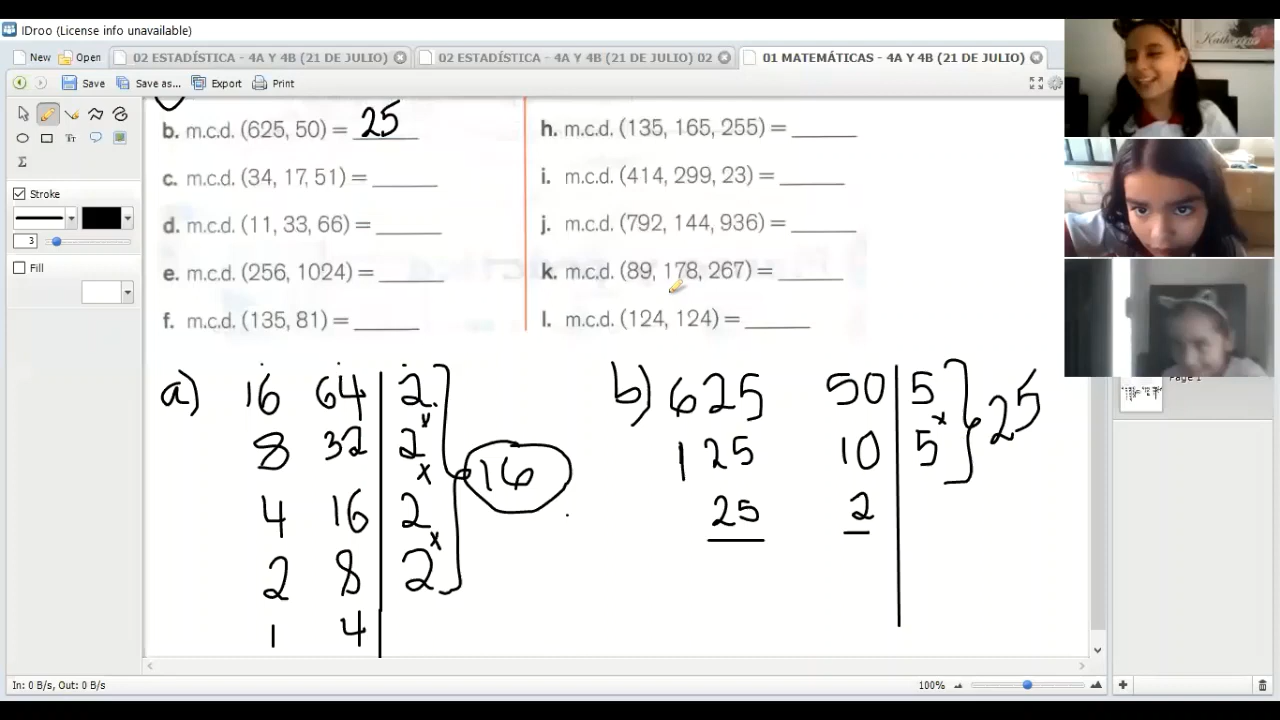 IDroo (License info unavailable)
New Open 02 ESTADÍSTICA - 4A Y 4B (21 DE JULIO) 02 ESTADÍSTICA - 4A Y 4B (21 DE JULIO) 02 01 MATEMÁTICAS - 4A Y 4B (21 DE JULIO)
Save Save as... Export Print
Stroke
3
Fill
b. m.c.d. (625, 50) = 25
c. m.c.d. (34, 17, 51) = ______
d. m.c.d. (11, 33, 66) = ______
e. m.c.d. (256, 1024) = ______
f. m.c.d. (135, 81) = ______
h. m.c.d. (135, 165, 255) = ______
i. m.c.d. (414, 299, 23) = ______
j. m.c.d. (792, 144, 936) = ______
k. m.c.d. (89, 178, 267) = ______
l. m.c.d. (124, 124) = ______
a) 16 64 | 2
8 32 | 2
4 16 | 2
2 8 | 2
1 4
x x x
16
b) 625 50 | 5
125 10 | 5
25 2
x
25
Katherine
Page 1
In: 0 B/s, Out: 0 B/s
100%